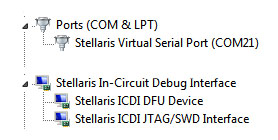 Ports (COM & LPT)
Stellaris Virtual Serial Port (COM21)
Stellaris In-Circuit Debug Interface
Stellaris ICDI DFU Device
Stellaris ICDI JTAG/SWD Interface